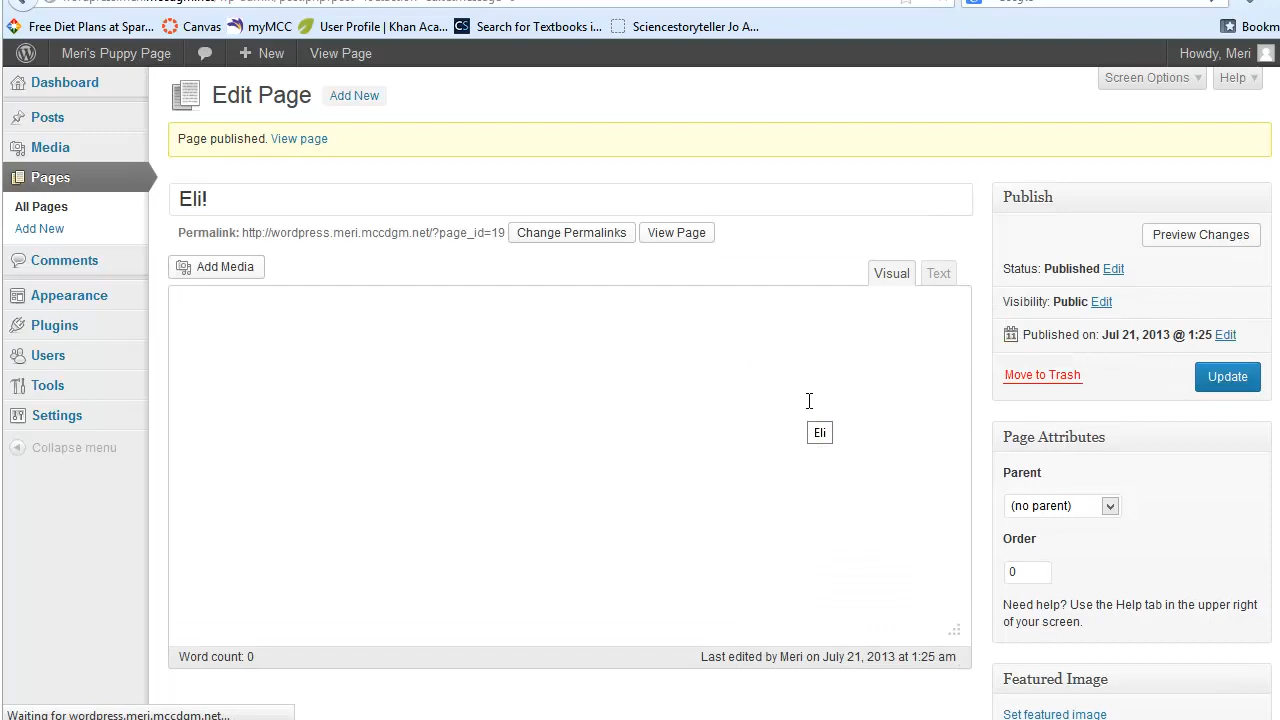 Free Diet Plans at Spar... Canvas myMCC User Profile | Khan Aca... Search for Textbooks i... Sciencestoryteller Jo A... Bookm
Meri's Puppy Page New View Page Howdy, Meri
Screen Options Help
Dashboard
Posts
Media
Pages
All Pages
Add New
Comments
Appearance
Plugins
Users
Tools
Settings
Collapse menu
Edit Page Add New
Page published. View page
Eli!
Permalink: http://wordpress.meri.mccdgm.net/?page_id=19 Change Permalinks View Page
Add Media
Visual Text
Eli
Word count: 0 Last edited by Meri on July 21, 2013 at 1:25 am
Publish
Preview Changes
Status: Published Edit
Visibility: Public Edit
11 Published on: Jul 21, 2013 @ 1:25 Edit
Move to Trash Update
Page Attributes
Parent
(no parent)
Order
0
Need help? Use the Help tab in the upper right
of your screen.
Featured Image
Set featured image
Waiting for wordpress.meri.mccdgm.net...